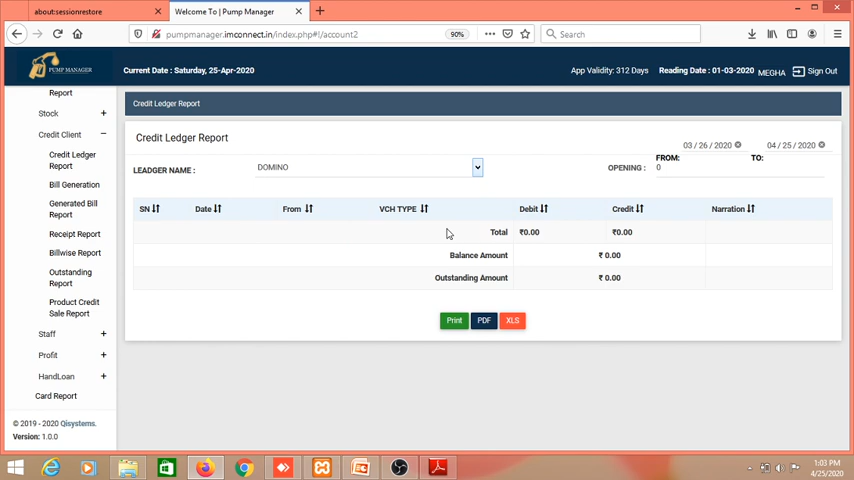 about:sessionrestore
Welcome To | Pump Manager
pumpmanager.imconnect.in/index.php#!/account2
90%
Search
PUMP MANAGER
Current Date : Saturday, 25-Apr-2020
App Validity: 312 Days
Reading Date : 01-03-2020
MEGHA
Sign Out
Report
Stock
Credit Client
Credit Ledger
Report
Bill Generation
Generated Bill
Report
Receipt Report
Billwise Report
Outstanding
Report
Product Credit
Sale Report
Staff
Profit
HandLoan
Card Report
© 2019 - 2020 Qisystems.
Version: 1.0.0
Credit Ledger Report
Credit Ledger Report
03 / 26 / 2020
04 / 25 / 2020
FROM:
TO:
LEADGER NAME :
DOMINO
OPENING :
0
SN Date From VCH TYPE Debit Credit Narration
Total ₹0.00 ₹0.00
Balance Amount ₹ 0.00
Outstanding Amount ₹ 0.00
Print PDF XLS
1:03 PM
4/25/2020